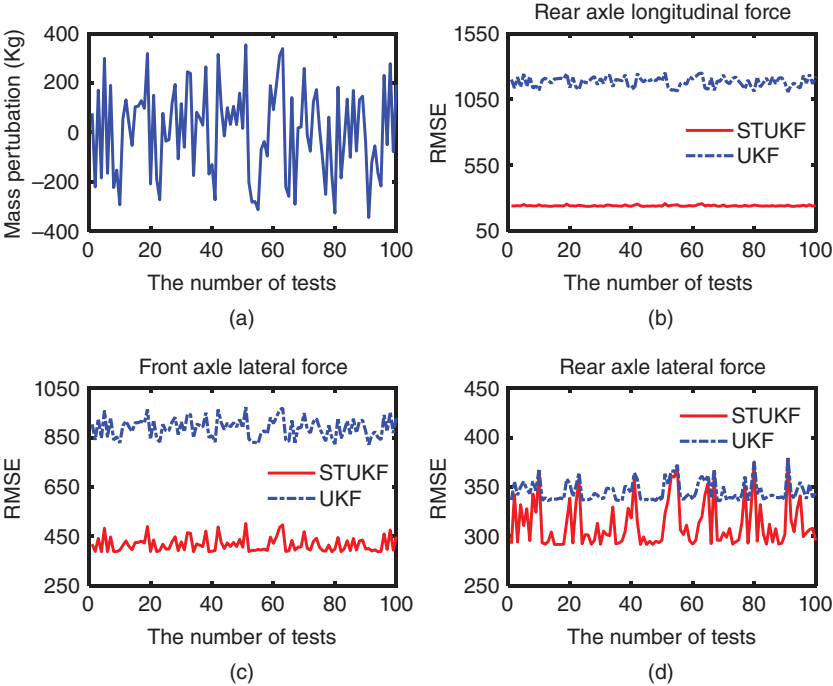 Mass pertubation (Kg)
400
200
0
–200
–400
0 20 40 60 80 100
The number of tests
(a)
Rear axle longitudinal force
RMSE
1550
1050
550
50
STUKF
UKF
0 20 40 60 80 100
The number of tests
(b)
Front axle lateral force
RMSE
1050
850
650
450
250
STUKF
UKF
0 20 40 60 80 100
The number of tests
(c)
Rear axle lateral force
RMSE
450
400
350
300
250
STUKF
UKF
0 20 40 60 80 100
The number of tests
(d)